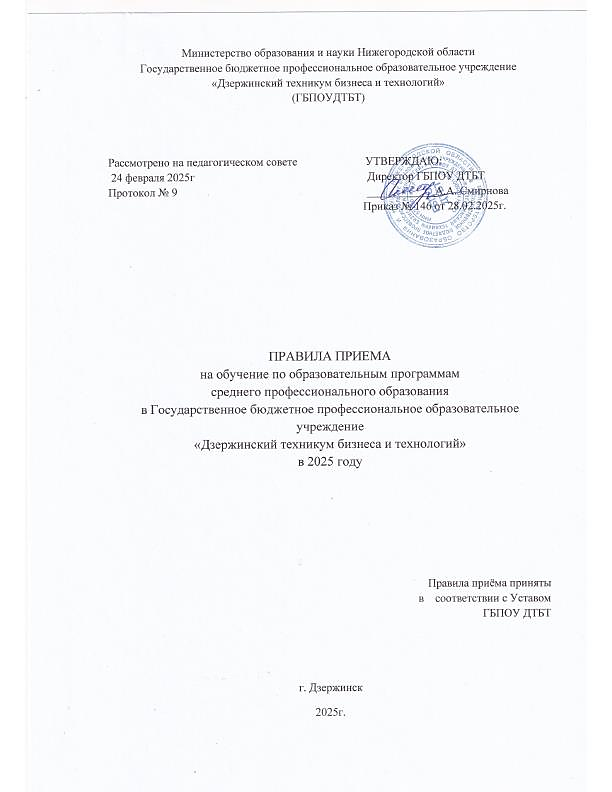 Министерство образования и науки Нижегородской области
Государственное бюджетное профессиональное образовательное учреждение
«Дзержинский техникум бизнеса и технологий»
(ГБПОУДТБТ)
Рассмотрено на педагогическом совете
24 февраля 2025г
Протокол № 9
УТВЕРЖДАЮ:
Директор ГБПОУ ДТБТ
А.А. Смирнова
Приказ № 146 от 28.02.2025г.
ПРАВИЛА ПРИЕМА
на обучение по образовательным программам
среднего профессионального образования
в Государственное бюджетное профессиональное образовательное
учреждение
«Дзержинский техникум бизнеса и технологий»
в 2025 году
Правила приёма приняты
в соответствии с Уставом
ГБПОУ ДТБТ
г. Дзержинск
2025г.